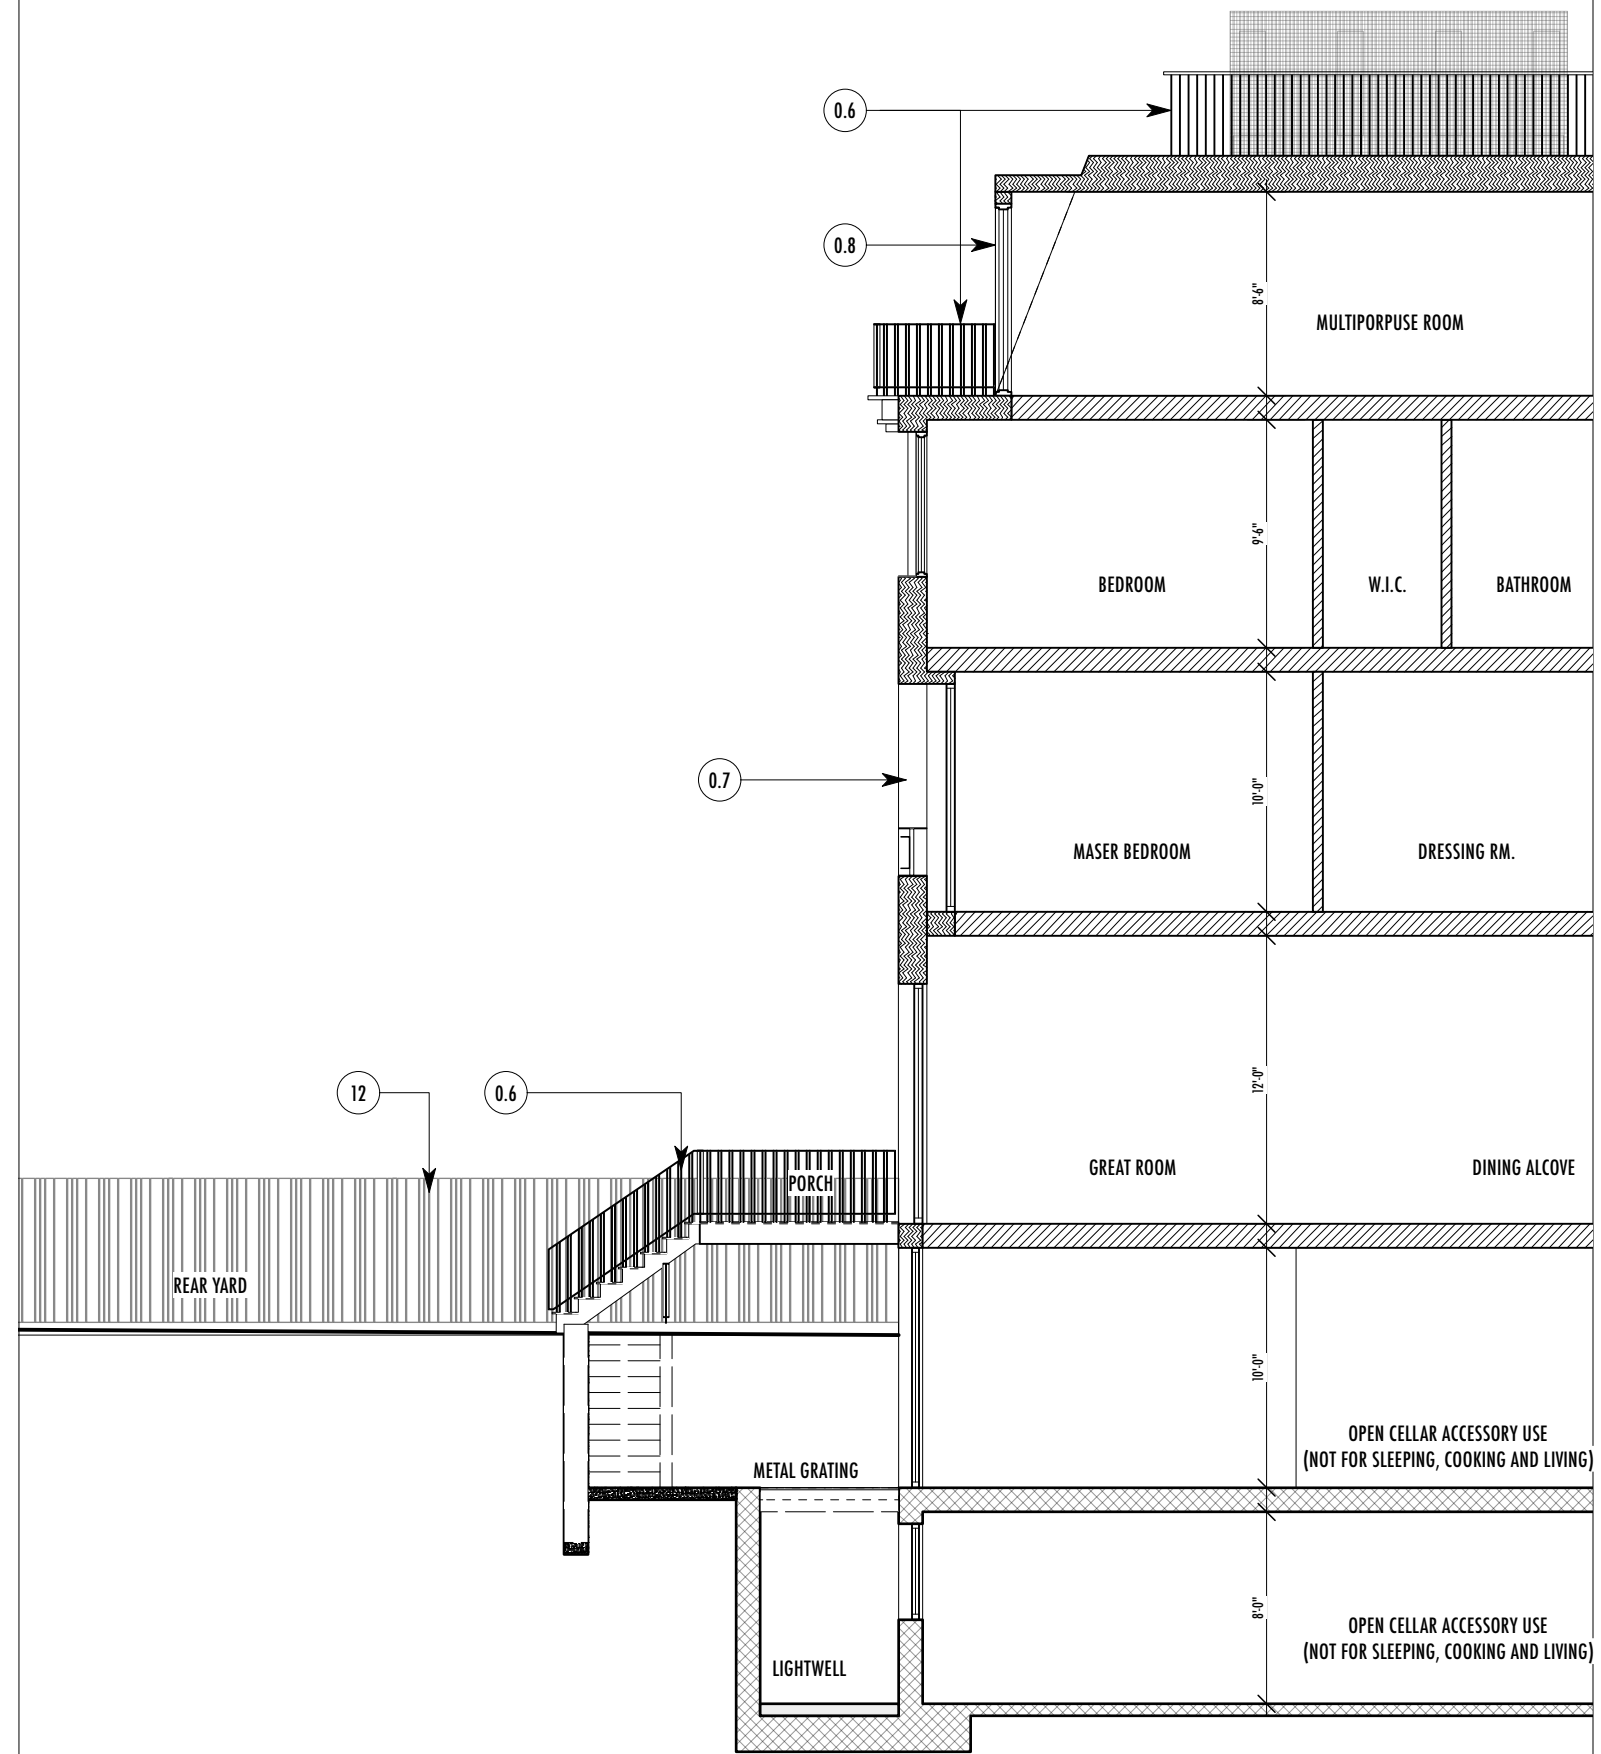 0.6
0.8
8'-6"
MULTIPORPUSE ROOM
9'-6"
BEDROOM
W.I.C.
BATHROOM
0.7
10'-0"
MASER BEDROOM
DRESSING RM.
12
0.6
12'-0"
PORCH
GREAT ROOM
DINING ALCOVE
REAR YARD
10'-0"
OPEN CELLAR ACCESSORY USE
(NOT FOR SLEEPING, COOKING AND LIVING)
METAL GRATING
8'-0"
OPEN CELLAR ACCESSORY USE
(NOT FOR SLEEPING, COOKING AND LIVING)
LIGHTWELL